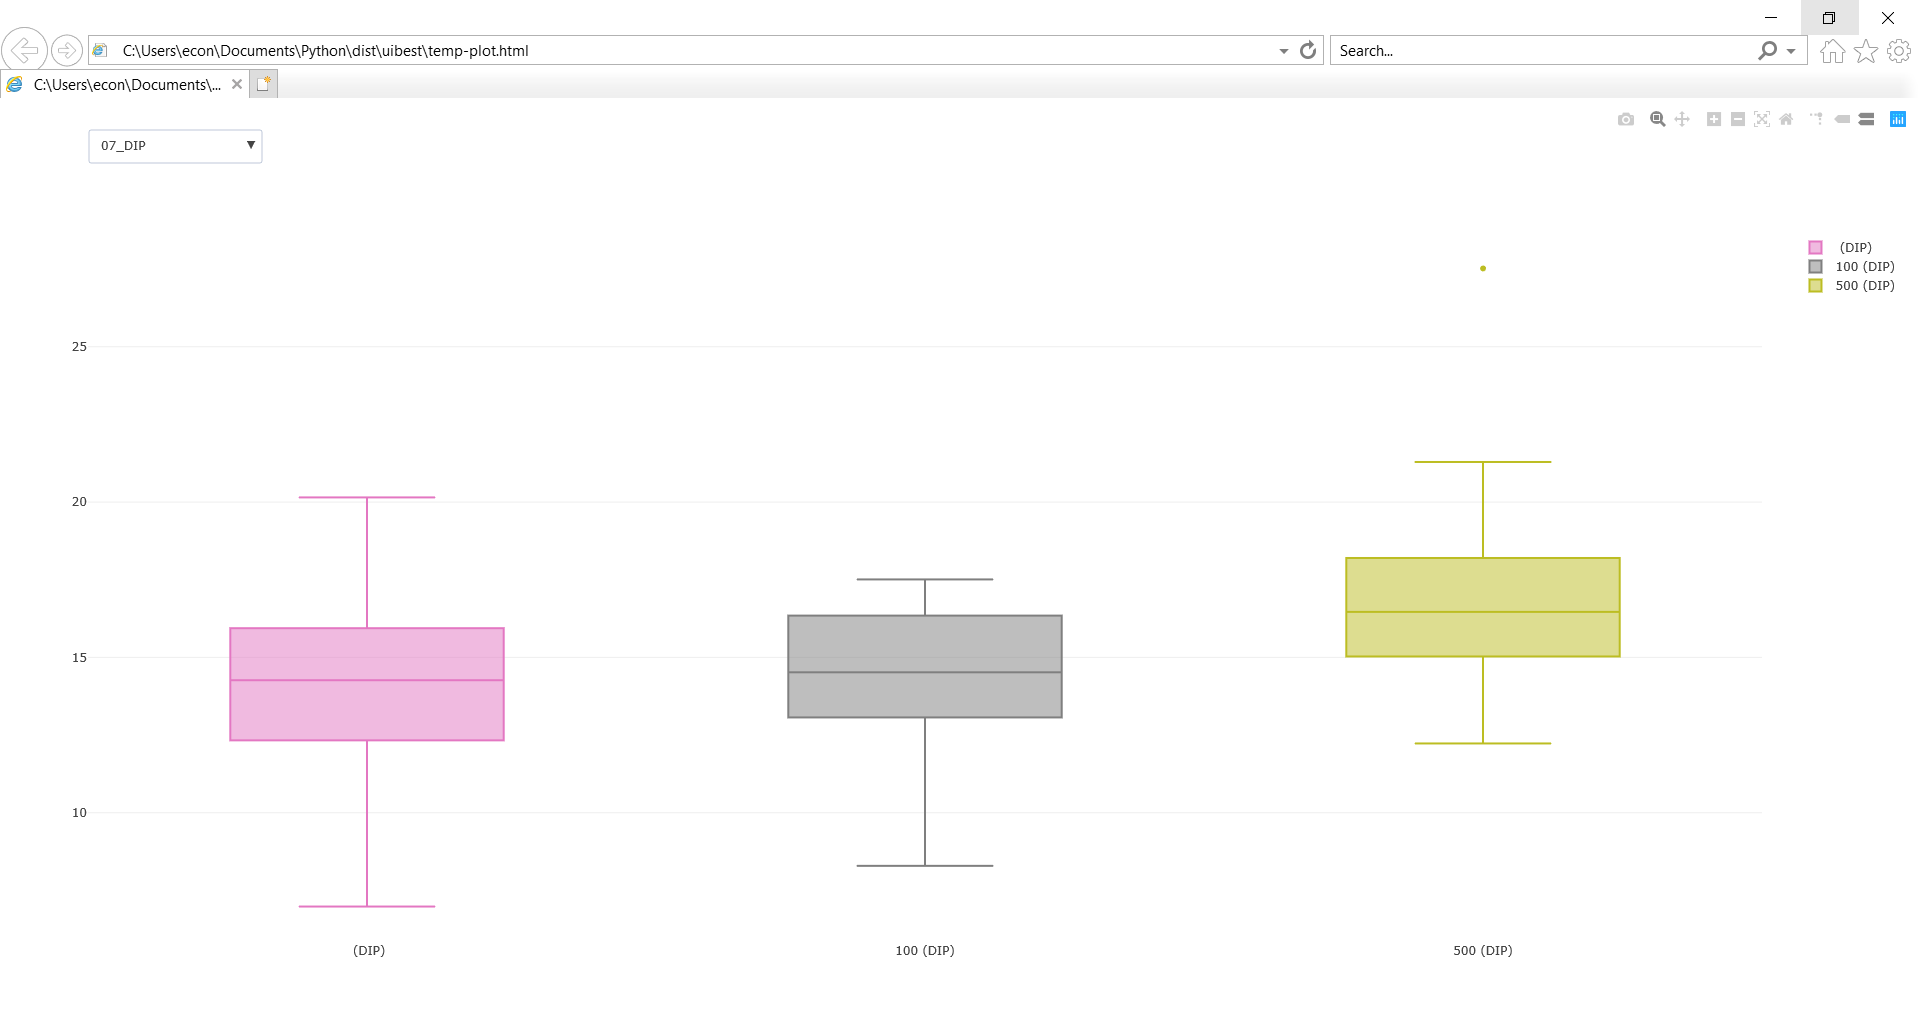 C:\Users\econ\Documents\Python\dist\uibest\temp-plot.html
Search...
C:\Users\econ\Documents\...
07_DIP
(DIP)
100 (DIP)
500 (DIP)
25
20
15
10
(DIP)
100 (DIP)
500 (DIP)